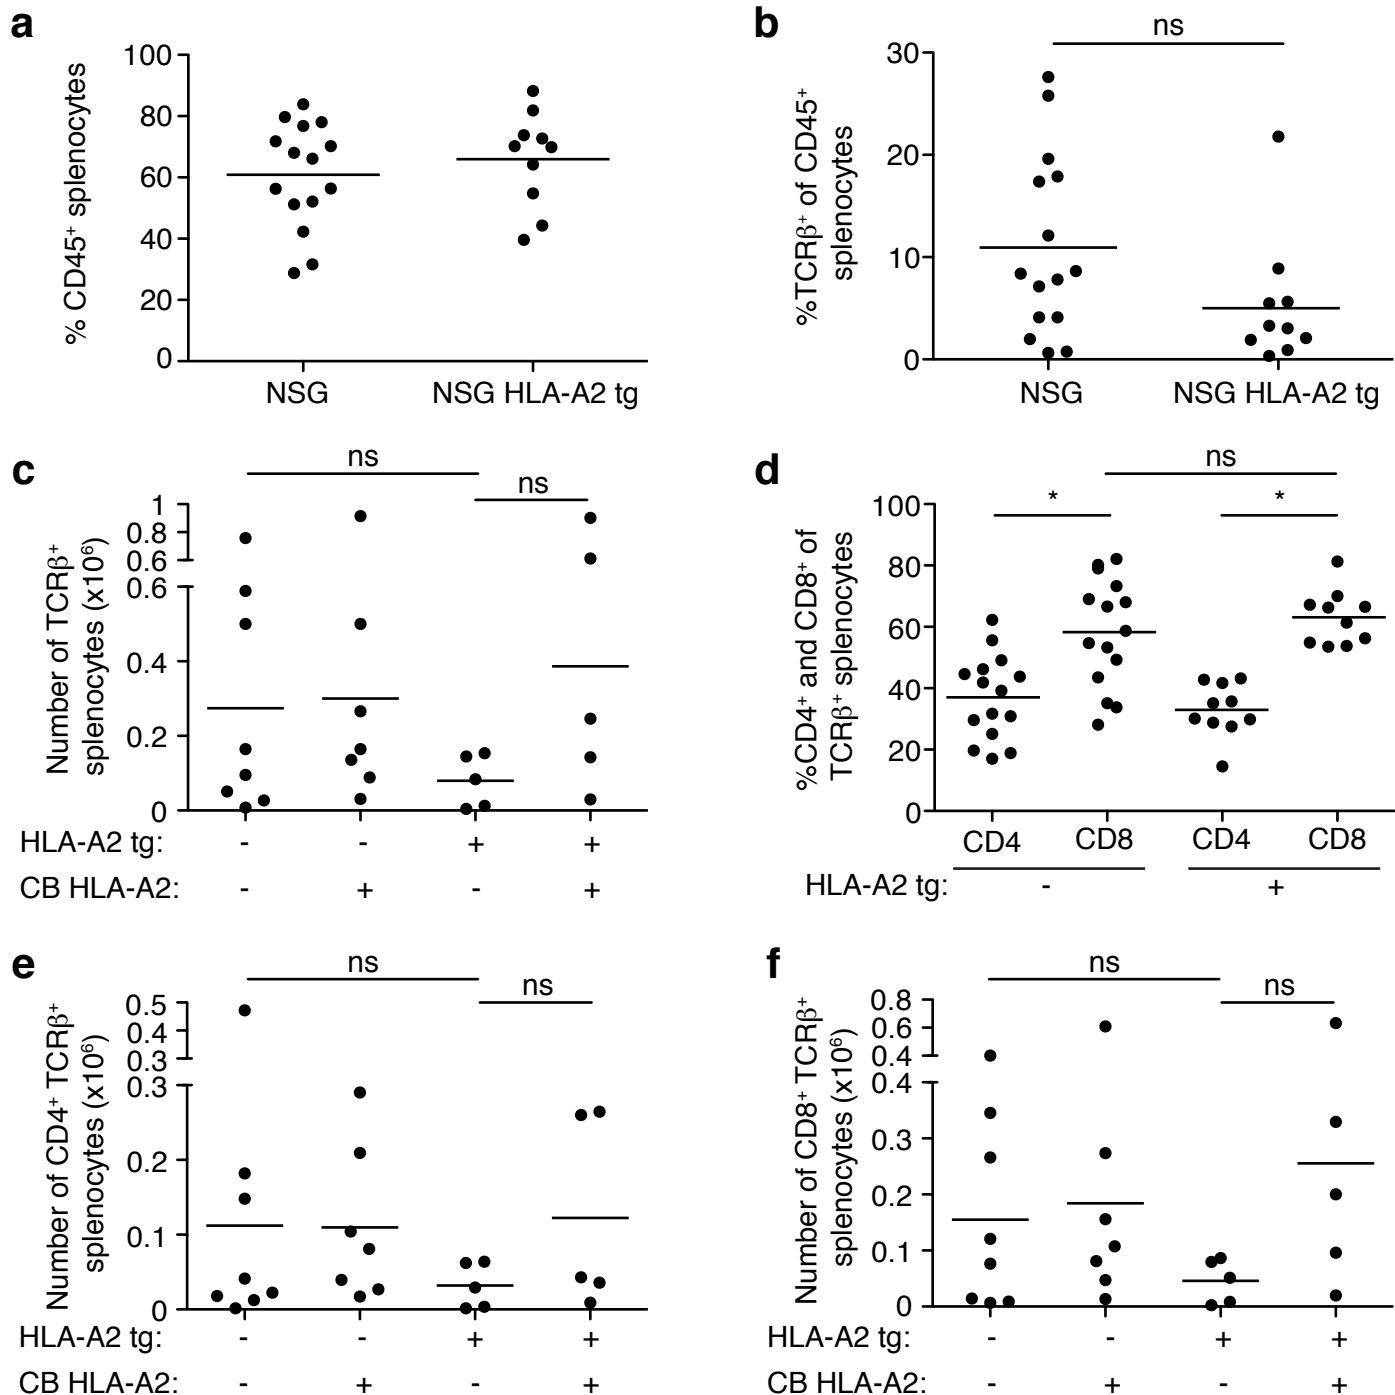 a
% CD45⁺ splenocytes
100
80
60
40
20
0
NSG
NSG HLA-A2 tg
b
ns
%TCRβ⁺ of CD45⁺
splenocytes
30
20
10
0
NSG
NSG HLA-A2 tg
c
ns
ns
Number of TCRβ⁺
splenocytes (x10⁶)
1
0.8
0.6
0.6
0.4
0.2
0
HLA-A2 tg: - - + +
CB HLA-A2: - + - +
d
ns
* *
%CD4⁺ and CD8⁺ of
TCRβ⁺ splenocytes
100
80
60
40
20
0
CD4 CD8 CD4 CD8
HLA-A2 tg: - +
e
ns
ns
Number of CD4⁺ TCRβ⁺
splenocytes (x10⁶)
0.5
0.4
0.3
0.3
0.2
0.1
0
HLA-A2 tg: - - + +
CB HLA-A2: - + - +
f
ns
ns
Number of CD8⁺ TCRβ⁺
splenocytes (x10⁶)
0.8
0.6
0.4
0.4
0.3
0.2
0.1
0
HLA-A2 tg: - - + +
CB HLA-A2: - + - +